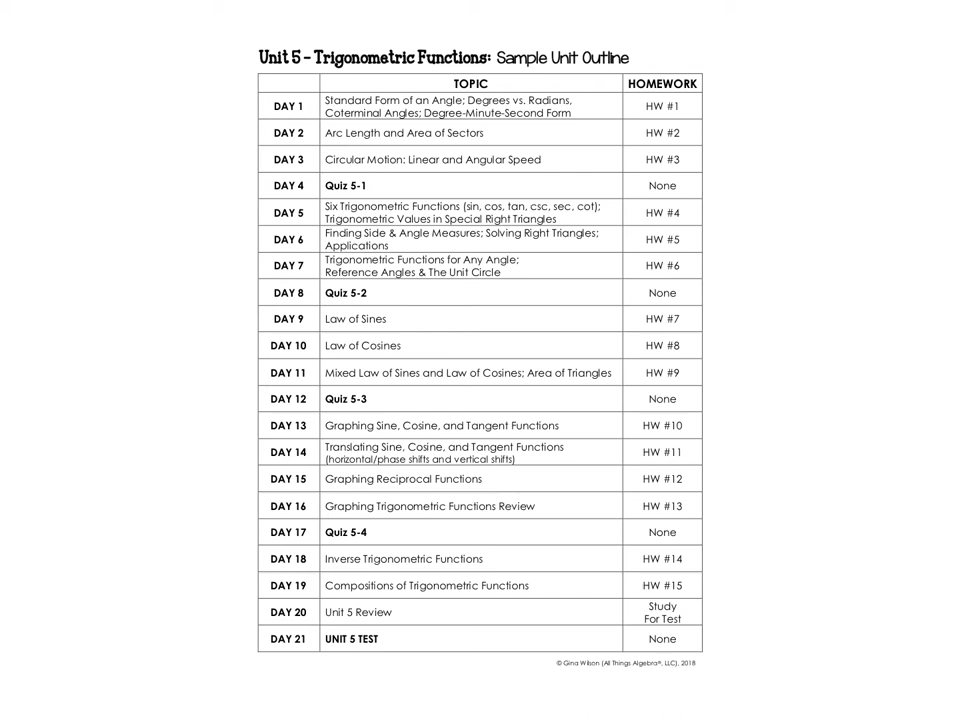 Unit 5 – Trigonometric Functions: Sample Unit Outline
TOPIC HOMEWORK
DAY 1 Standard Form of an Angle; Degrees vs. Radians,
Coterminal Angles; Degree-Minute-Second Form HW #1
DAY 2 Arc Length and Area of Sectors HW #2
DAY 3 Circular Motion: Linear and Angular Speed HW #3
DAY 4 Quiz 5-1 None
DAY 5 Six Trigonometric Functions (sin, cos, tan, csc, sec, cot);
Trigonometric Values in Special Right Triangles HW #4
DAY 6 Finding Side & Angle Measures; Solving Right Triangles;
Applications HW #5
DAY 7 Trigonometric Functions for Any Angle;
Reference Angles & The Unit Circle HW #6
DAY 8 Quiz 5-2 None
DAY 9 Law of Sines HW #7
DAY 10 Law of Cosines HW #8
DAY 11 Mixed Law of Sines and Law of Cosines; Area of Triangles HW #9
DAY 12 Quiz 5-3 None
DAY 13 Graphing Sine, Cosine, and Tangent Functions HW #10
DAY 14 Translating Sine, Cosine, and Tangent Functions
(horizontal/phase shifts and vertical shifts) HW #11
DAY 15 Graphing Reciprocal Functions HW #12
DAY 16 Graphing Trigonometric Functions Review HW #13
DAY 17 Quiz 5-4 None
DAY 18 Inverse Trigonometric Functions HW #14
DAY 19 Compositions of Trigonometric Functions HW #15
DAY 20 Unit 5 Review Study
For Test
DAY 21 UNIT 5 TEST None
© Gina Wilson (All Things Algebra®, LLC), 2018